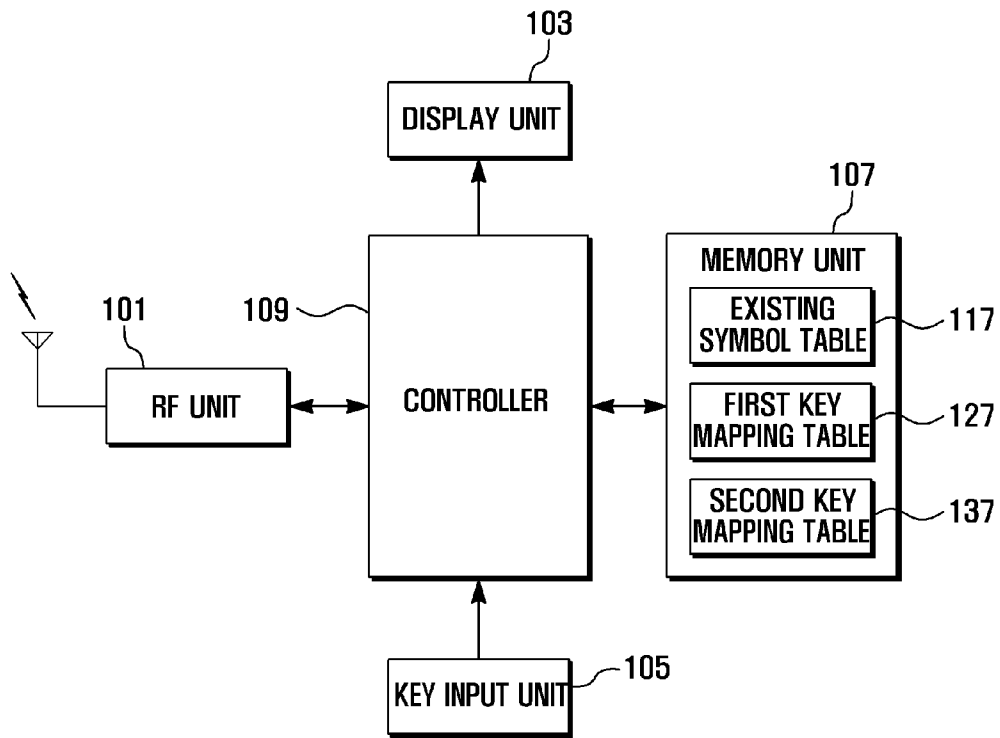 103
DISPLAY UNIT
107
MEMORY UNIT
EXISTING
SYMBOL TABLE
117
109
101
RF UNIT
CONTROLLER
FIRST KEY
MAPPING TABLE
127
SECOND KEY
MAPPING TABLE
137
105
KEY INPUT UNIT